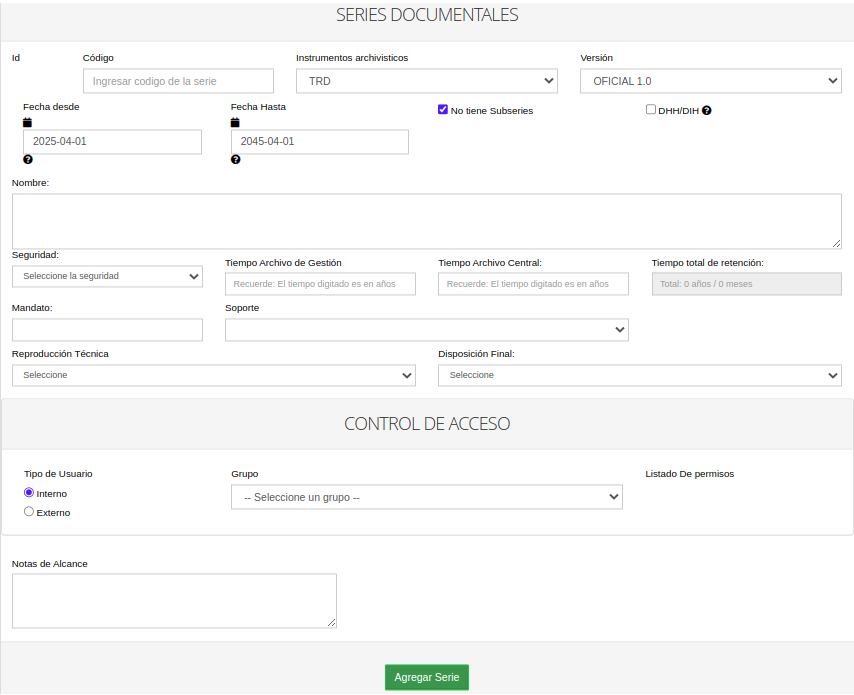 SERIES DOCUMENTALES
Id
Código
Instrumentos archivisticos
Versión
Ingresar codigo de la serie
TRD
OFICIAL 1.0
Fecha desde
Fecha Hasta
No tiene Subseries
DHH/DIH
2025-04-01
2045-04-01
Nombre:
Seguridad:
Tiempo Archivo de Gestión
Tiempo Archivo Central:
Tiempo total de retención:
Seleccione la seguridad
Recuerde: El tiempo digitado es en años
Recuerde: El tiempo digitado es en años
Total: 0 años / 0 meses
Mandato:
Soporte
Reproducción Técnica
Disposición Final:
Seleccione
Seleccione
CONTROL DE ACCESO
Tipo de Usuario
Grupo
Listado De permisos
Interno
-- Seleccione un grupo --
Externo
Notas de Alcance
Agregar Serie